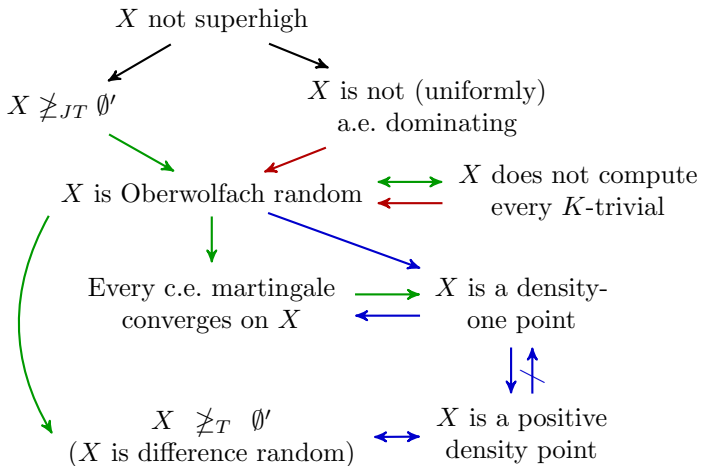 X not superhigh
X ≱_JT ∅′
X is not (uniformly)
a.e. dominating
X is Oberwolfach random
X does not compute
every K-trivial
Every c.e. martingale
converges on X
X is a density-
one point
X ≱_T ∅′
(X is difference random)
X is a positive
density point